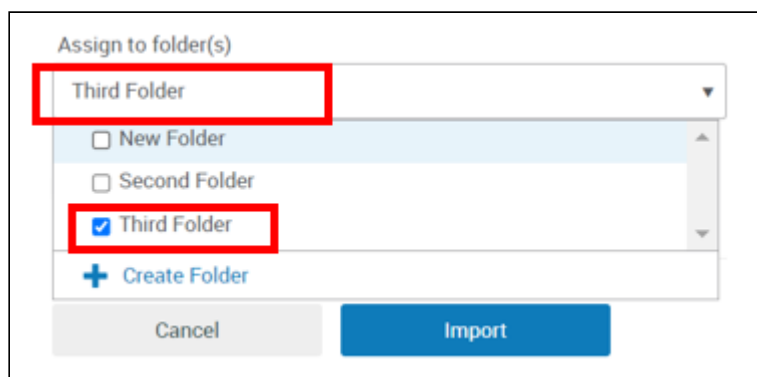 Assign to folder(s)
Third Folder
New Folder
Second Folder
Third Folder
Create Folder
Cancel
Import